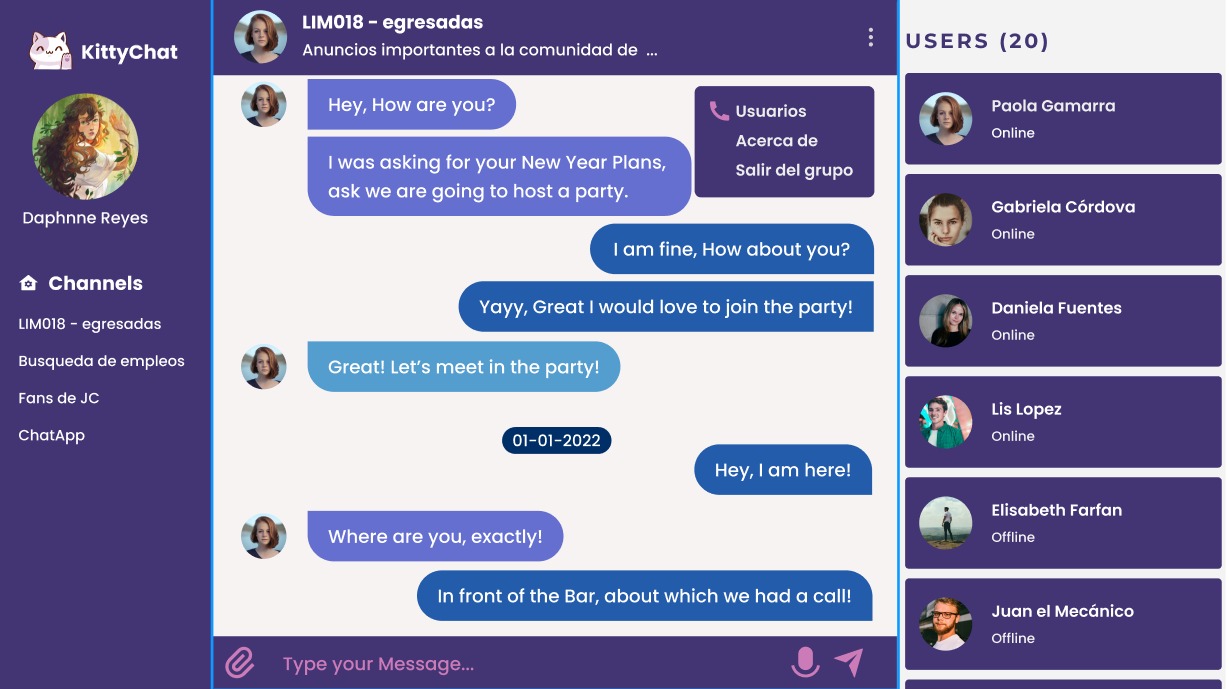 KittyChat
Daphnne Reyes
Channels
LIM018 - egresadas
Busqueda de empleos
Fans de JC
ChatApp
LIM018 - egresadas
Anuncios importantes a la comunidad de ...
Hey, How are you?
I was asking for your New Year Plans,
ask we are going to host a party.
Usuarios
Acerca de
Salir del grupo
I am fine, How about you?
Yayy, Great I would love to join the party!
Great! Let's meet in the party!
01-01-2022
Hey, I am here!
Where are you, exactly!
In front of the Bar, about which we had a call!
Type your Message...
USERS (20)
Paola Gamarra
Online
Gabriela Córdova
Online
Daniela Fuentes
Online
Lis Lopez
Online
Elisabeth Farfan
Offline
Juan el Mecánico
Offline